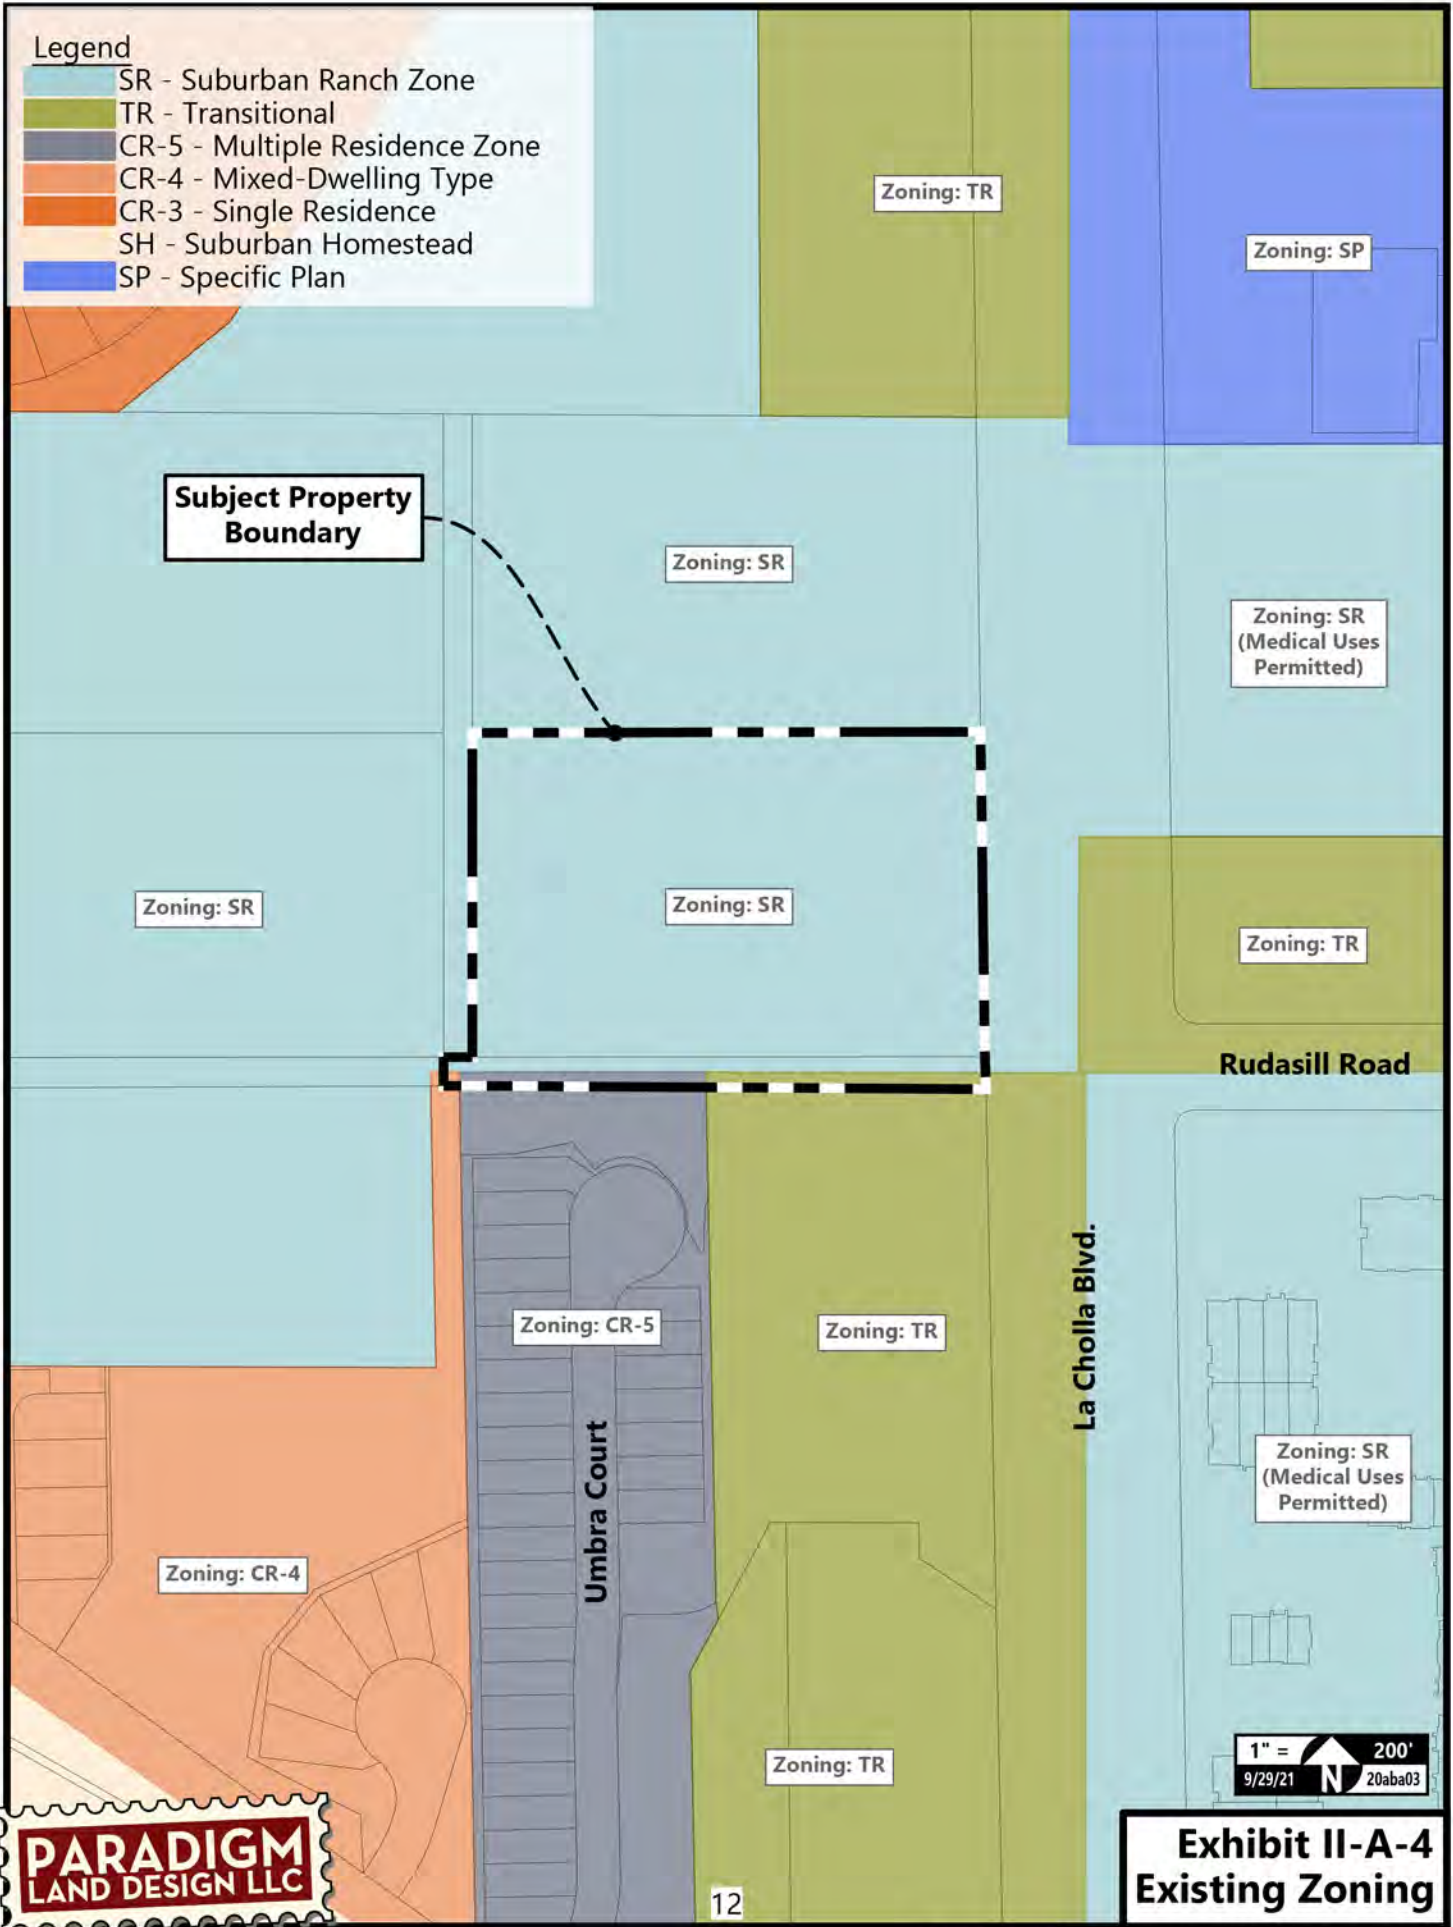 Legend
SR - Suburban Ranch Zone
TR - Transitional
CR-5 - Multiple Residence Zone
CR-4 - Mixed-Dwelling Type
CR-3 - Single Residence
SH - Suburban Homestead
SP - Specific Plan
Zoning: TR
Zoning: SP
Subject Property
Boundary
Zoning: SR
Zoning: SR
(Medical Uses
Permitted)
Zoning: SR
Zoning: SR
Zoning: TR
Rudasill Road
Zoning: CR-5
Zoning: TR
La Cholla Blvd.
Umbra Court
Zoning: SR
(Medical Uses
Permitted)
Zoning: CR-4
Zoning: TR
1" = 200'
9/29/21 N 20aba03
PARADIGM
LAND DESIGN LLC
12
Exhibit II-A-4
Existing Zoning